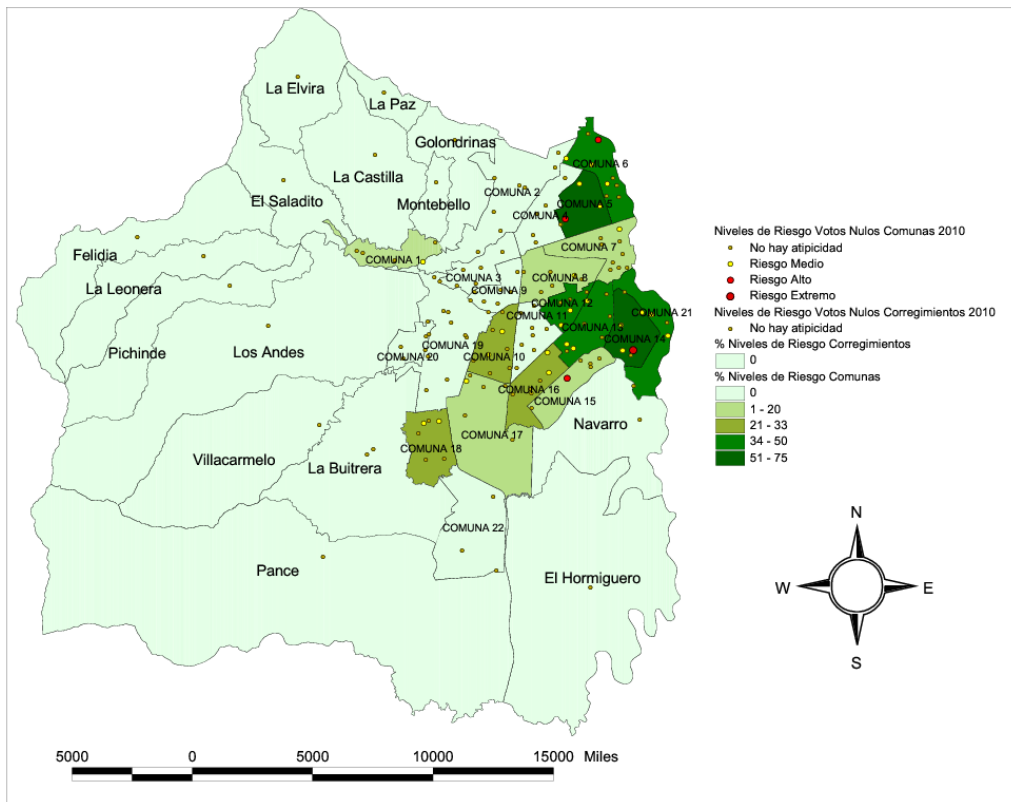 La Elvira
La Paz
Golondrinas
La Castilla
COMUNA 6
COMUNA 2
El Saladito
Montebello
COMUNA 5
COMUNA 4
Felidia
COMUNA 7
COMUNA 1
COMUNA 3
COMUNA 8
La Leonera
COMUNA 9
COMUNA 12
COMUNA 11
COMUNA 21
COMUNA 13
COMUNA 14
Pichinde
Los Andes
COMUNA 19
COMUNA 20
COMUNA 10
COMUNA 16
COMUNA 15
Navarro
COMUNA 17
COMUNA 18
Villacarmelo
La Buitrera
COMUNA 22
Pance
El Hormiguero
Niveles de Riesgo Votos Nulos Comunas 2010
No hay atipicidad
Riesgo Medio
Riesgo Alto
Riesgo Extremo
Niveles de Riesgo Votos Nulos Corregimientos 2010
No hay atipicidad
% Niveles de Riesgo Corregimientos
0
% Niveles de Riesgo Comunas
0
1 - 20
21 - 33
34 - 50
51 - 75
N
W
E
S
5000 0 5000 10000 15000 Miles